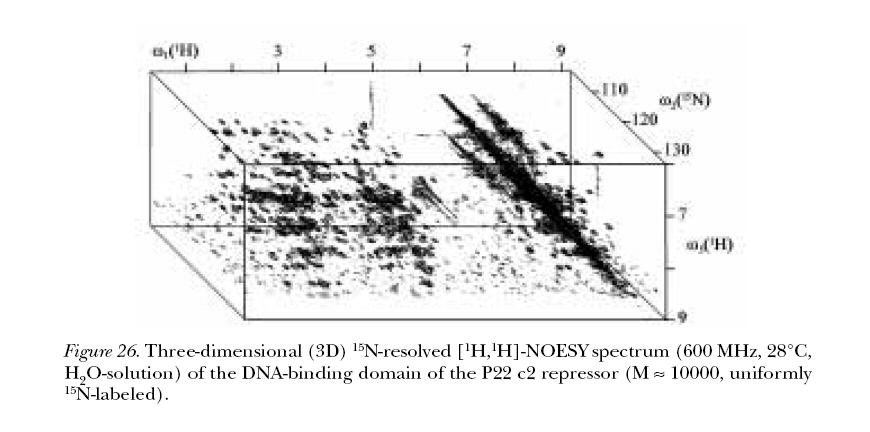 ω₁(¹H) 3 5 7 9
110
ω₂(¹⁵N)
120
130
7
ω₃(¹H)
9
Figure 26. Three-dimensional (3D) ¹⁵N-resolved [¹H,¹H]-NOESY spectrum (600 MHz, 28°C,
H₂O-solution) of the DNA-binding domain of the P22 c2 repressor (M ≈ 10000, uniformly
¹⁵N-labeled).